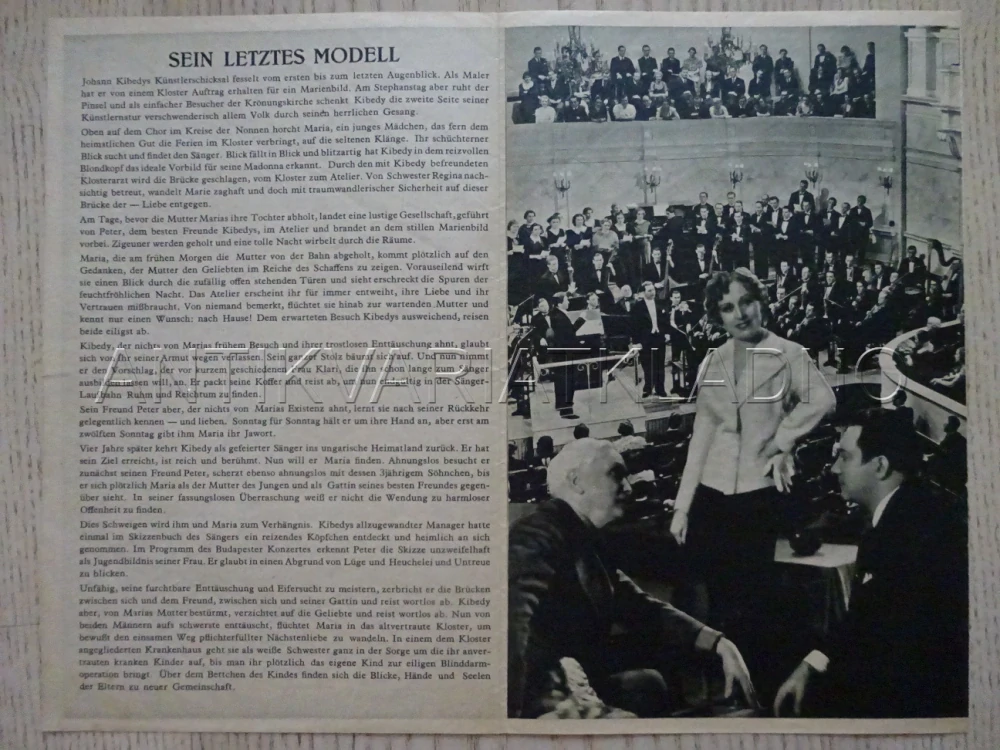 SEIN LETZTES MODELL
Johann Kibedys Künstlerschicksal fesselt vom ersten bis zum letzten Augenblick. Als Maler
hat er von einem Kloster Auftrag erhalten für ein Marienbild. Am Stephanstag aber ruht der
Pinsel und als einfacher Besucher der Krönungskirche schenkt Kibedy die zweite Seite seiner
Künstlernatur verschwenderisch allem Volk durch seinen herrlichen Gesang.
Oben auf dem Chor im Kreise der Nonnen horcht Maria, ein junges Mädchen, das fern dem
heimstlichen Gut die Ferien im Kloster verbringt, auf die seltenen Klänge. Ihr schüchterner
Blick sucht und findet den Sänger. Blick fällt in Blick und blitzartig hat Kibedy in dem reizvollen
Blondkopf das ideale Vorbild für seine Madonna erkannt. Durch den mit Kibedy befreundeten
Klosterarzt wird die Brücke geschlagen, vom Kloster zum Atelier. Von Schwester Regina nach-
sichtig betreut, wandelt Marie zaghaft und doch mit traumwandlerischer Sicherheit auf dieser
Brücke der — Liebe entgegen.
Am Tage, bevor die Mutter Marias ihre Tochter abholt, landet eine lustige Gesellschaft, geführt
von Peter, dem besten Freunde Kibedys, im Atelier und brandet an dem stillen Marienbild
vorbei. Zigeuner werden geholt und eine tolle Nacht wirbelt durch die Räume.
Maria, die am frühen Morgen die Mutter von der Bahn abgeholt, kommt plötzlich auf den
Gedanken, der Mutter den Geliebten im Reiche des Schaffens zu zeigen. Vorauseilend wirft
sie einen Blick durch die zufällig offen stehenden Türen und sieht erschreckt die Spuren der
feuchtfröhlichen Nacht. Das Atelier erscheint ihr für immer entweiht, ihre Liebe und ihr
Vertrauen mißbraucht. Von niemand bemerkt, flüchtet sie hinab zur wartenden Mutter und
kennt nur einen Wunsch: nach Hause! Dem erwarteten Besuch Kibedys ausweichend, reisen
beide eiligst ab.
Kibedy, der nichts von Marias frühem Besuch und ihrer trostlosen Enttäuschung ahnt, glaubt
sich von ihr seiner Armut wegen verlassen. Sein ganzer Stolz bäumt sich auf. Und nun nimmt
er den Vorschlag, der vor kurzem geschiedenen Frau Klari, die ihn schon lange zum Sänger
ausbilden lassen will, an. Er packt seine Koffer und reist ab, um nun endgültig in der Sänger-
Laufbahn Ruhm und Reichtum zu finden.
Sein Freund Peter aber, der nichts von Marias Existenz ahnt, lernt sie nach seiner Rückkehr
gelegentlich kennen — und lieben. Sonntag für Sonntag hält er um ihre Hand an, aber erst am
zwölften Sonntag gibt ihm Maria ihr Jawort.
Vier Jahre später kehrt Kibedy als gefeierter Sänger ins ungarische Heimatland zurück. Er hat
sein Ziel erreicht, ist reich und berühmt. Nun will er Maria finden. Ahnungslos besucht er
zunächst seinen Freund Peter, scherzt ebenso ahnungslos mit dessen 3jährigem Söhnchen, bis
er sich plötzlich Maria als der Mutter des Jungen und als Gattin seines besten Freundes gegen-
über sieht. In seiner fassungslosen Überraschung weiß er nicht die Wendung zu harmloser
Offenheit zu finden.
Dies Schweigen wird ihm und Maria zum Verhängnis. Kibedys allzugewandter Manager hatte
einmal im Skizzenbuch des Sängers ein reizendes Köpfchen entdeckt und heimlich an sich
genommen. Im Programm des Budapester Konzertes erkennt Peter die Skizze unzweifelhaft
als Jugendbildnis seiner Frau. Er glaubt in einen Abgrund von Lüge und Heuchelei und Untreue
zu blicken.
Unfähig, seine furchtbare Enttäuschung und Eifersucht zu meistern, zerbricht er die Brücken
zwischen sich und dem Freund, zwischen sich und seiner Gattin und reist wortlos ab. Kibedy
aber, von Marias Mutter bestürmt, verzichtet auf die Geliebte und reist wortlos ab. Nun von
beiden Männern aufs schwerste enttäuscht, flüchtet Maria in das altvertraute Kloster, um
bewußt den einsamen Weg pflichterfüllter Nächstenliebe zu wandeln. In einem dem Kloster
angegliederten Krankenhaus geht sie als weiße Schwester ganz in der Sorge um die ihr anver-
trauten kranken Kinder auf, bis man ihr plötzlich das eigene Kind zur eiligen Blinddarm-
operation bringt. Über dem Bettchen des Kindes finden sich die Blicke, Hände und Seelen
der Eltern zu neuer Gemeinschaft.
ANTIKVARIATKLADNO